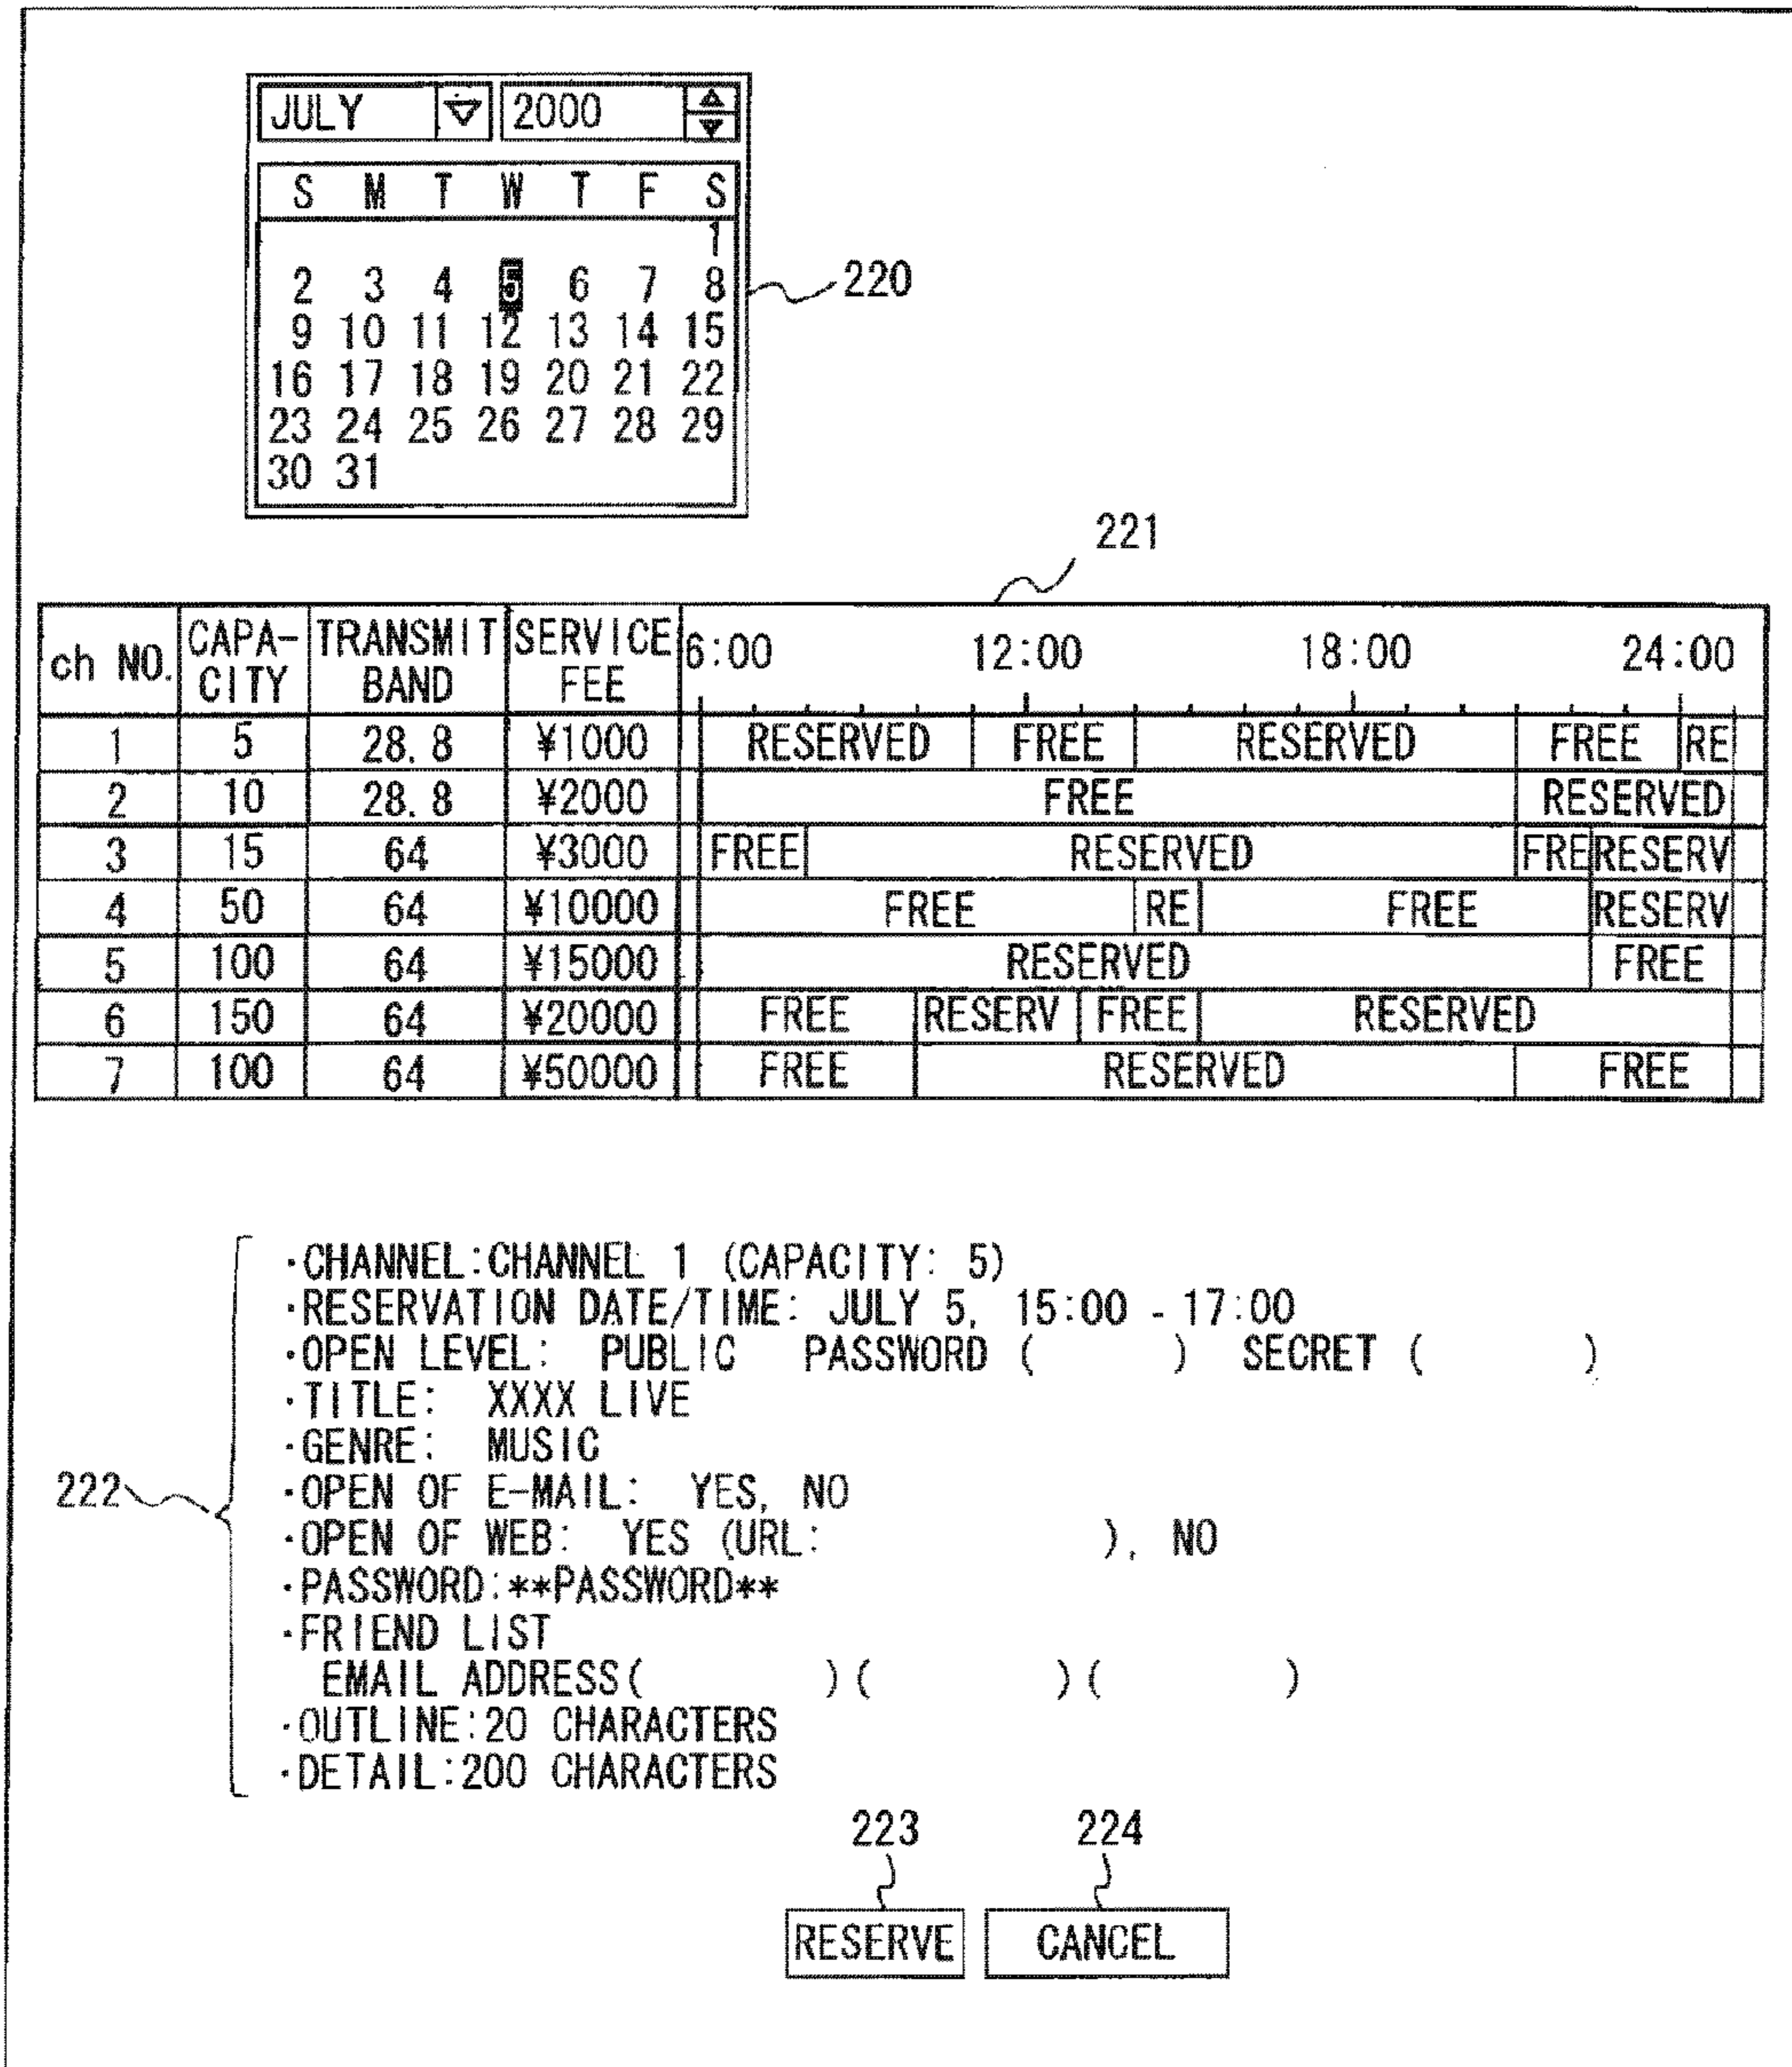 JULY 2000
S M T W T F S
1
2 3 4 5 6 7 8
9 10 11 12 13 14 15
16 17 18 19 20 21 22
23 24 25 26 27 28 29
30 31
220
221
ch NO. CAPA-CITY TRANSMIT BAND SERVICE FEE 6:00 12:00 18:00 24:00
1 5 28.8 ¥1000 RESERVED FREE RESERVED FREE RE
2 10 28.8 ¥2000 FREE RESERVED
3 15 64 ¥3000 FREE RESERVED FRE RESERV
4 50 64 ¥10000 FREE RE FREE RESERV
5 100 64 ¥15000 RESERVED FREE
6 150 64 ¥20000 FREE RESERV FREE RESERVED
7 100 64 ¥50000 FREE RESERVED FREE
222
·CHANNEL:CHANNEL 1 (CAPACITY: 5)
·RESERVATION DATE/TIME: JULY 5, 15:00 - 17:00
·OPEN LEVEL: PUBLIC PASSWORD ( ) SECRET ( )
·TITLE: XXXX LIVE
·GENRE: MUSIC
·OPEN OF E-MAIL: YES, NO
·OPEN OF WEB: YES (URL: ), NO
·PASSWORD:**PASSWORD**
·FRIEND LIST
EMAIL ADDRESS( )( )( )
·OUTLINE:20 CHARACTERS
·DETAIL:200 CHARACTERS
223 224
RESERVE CANCEL